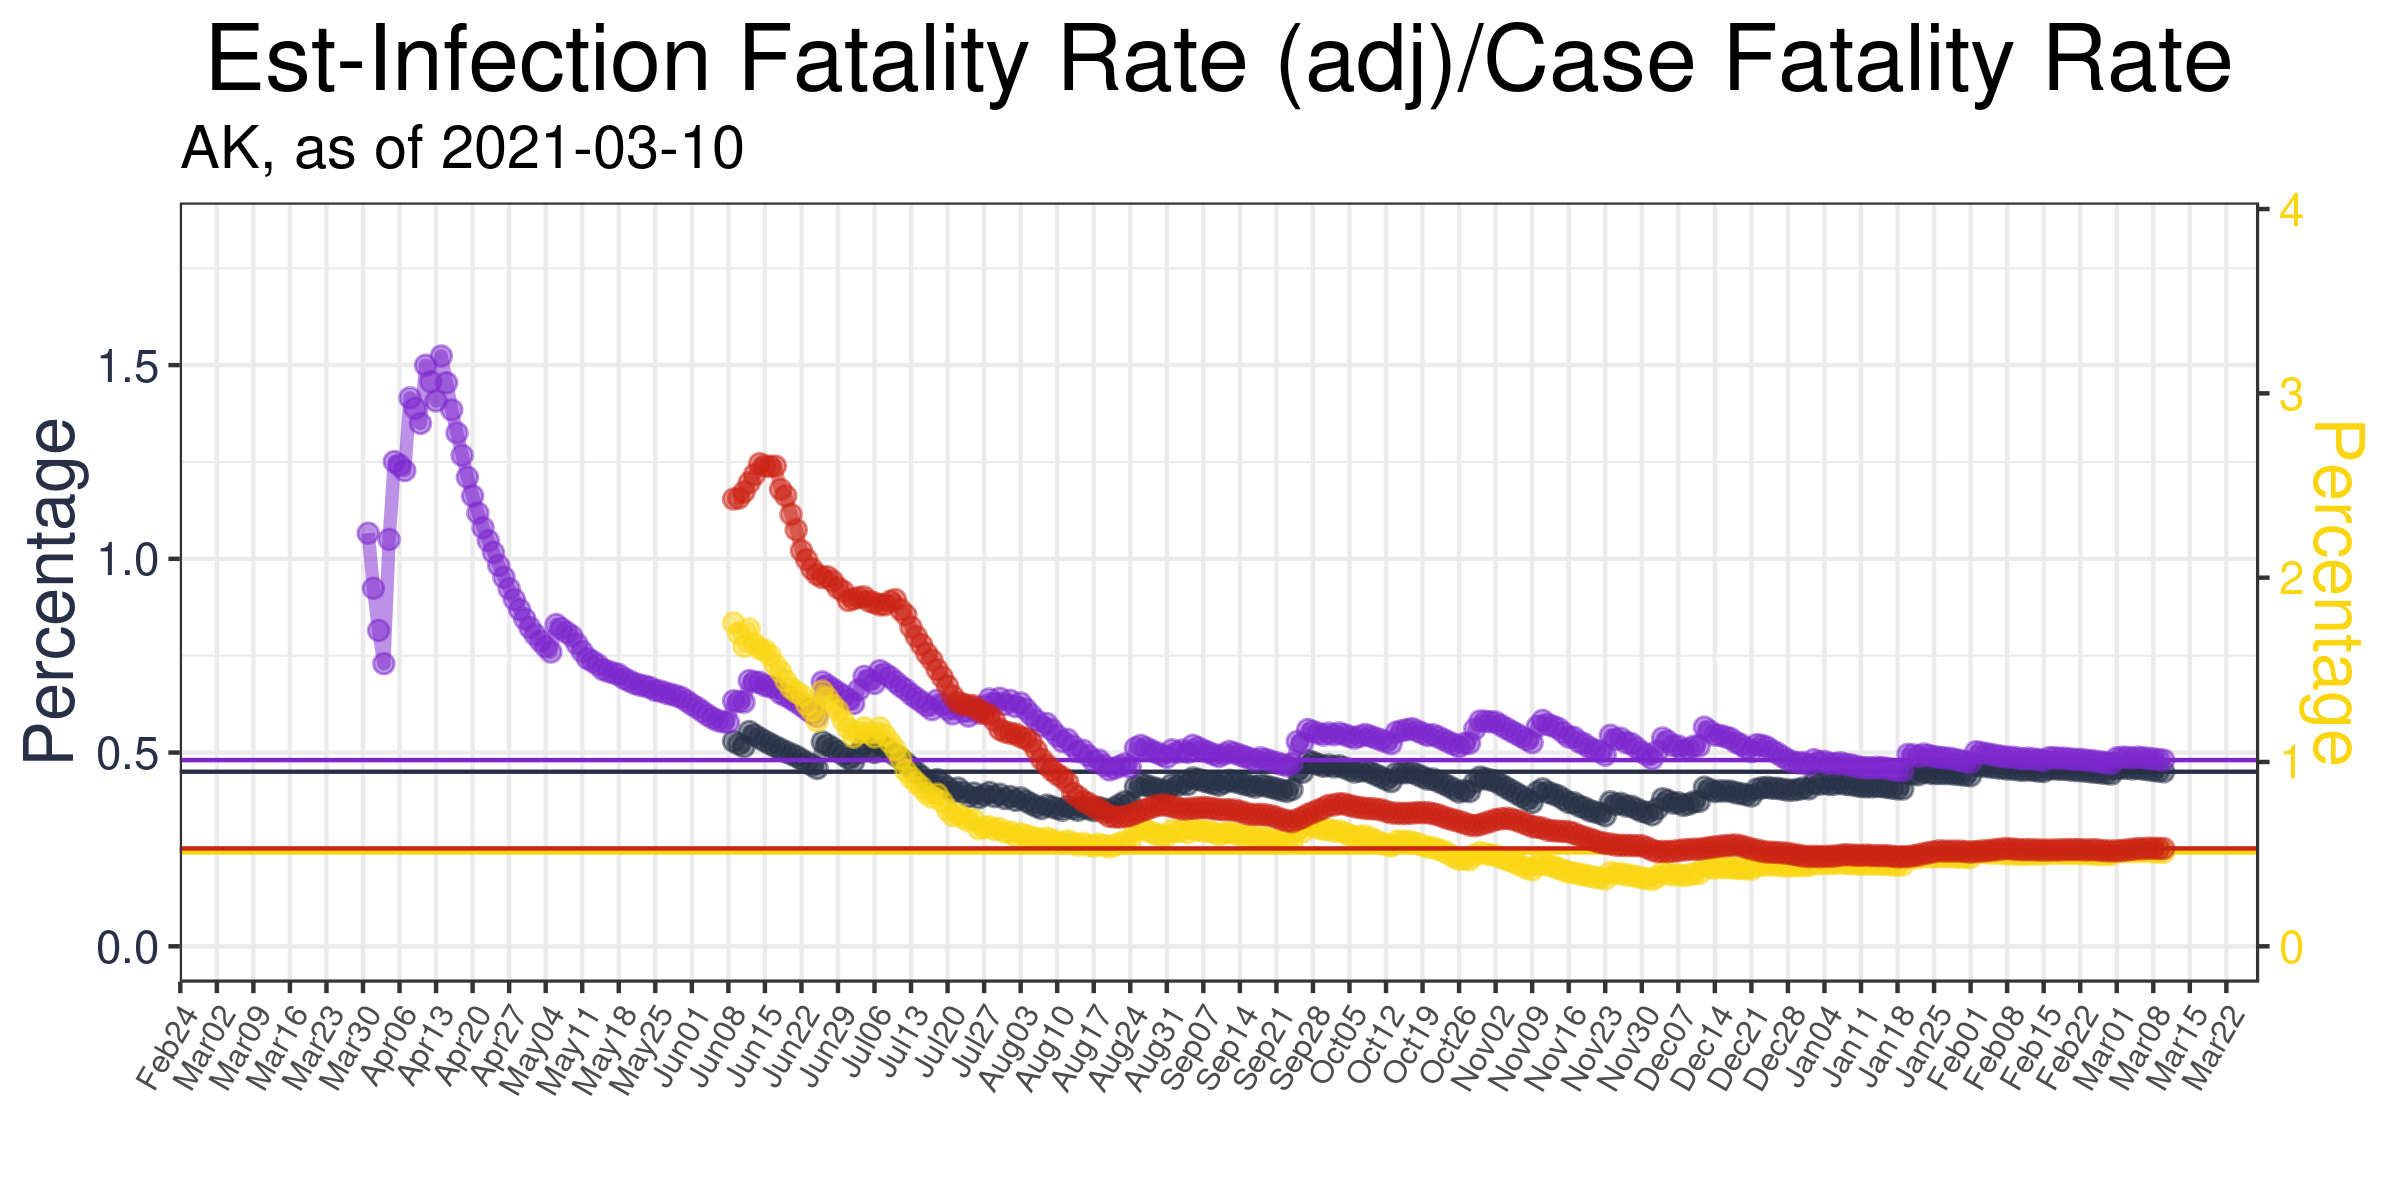 Est-Infection Fatality Rate (adj)/Case Fatality Rate
AK, as of 2021-03-10
Percentage
1.5
1.0
0.5
0.0
4
3
2
1
0
Percentage
Feb24 Mar02 Mar09 Mar16 Mar23 Mar30 Apr06 Apr13 Apr20 Apr27 May04 May11 May18 May25 Jun01 Jun08 Jun15 Jun22 Jun29 Jul06 Jul13 Jul20 Jul27 Aug03 Aug10 Aug17 Aug24 Aug31 Sep07 Sep14 Sep21 Sep28 Oct05 Oct12 Oct19 Oct26 Nov02 Nov09 Nov16 Nov23 Nov30 Dec07 Dec14 Dec21 Dec28 Jan04 Jan11 Jan18 Jan25 Feb01 Feb08 Feb15 Feb22 Mar01 Mar08 Mar15 Mar22